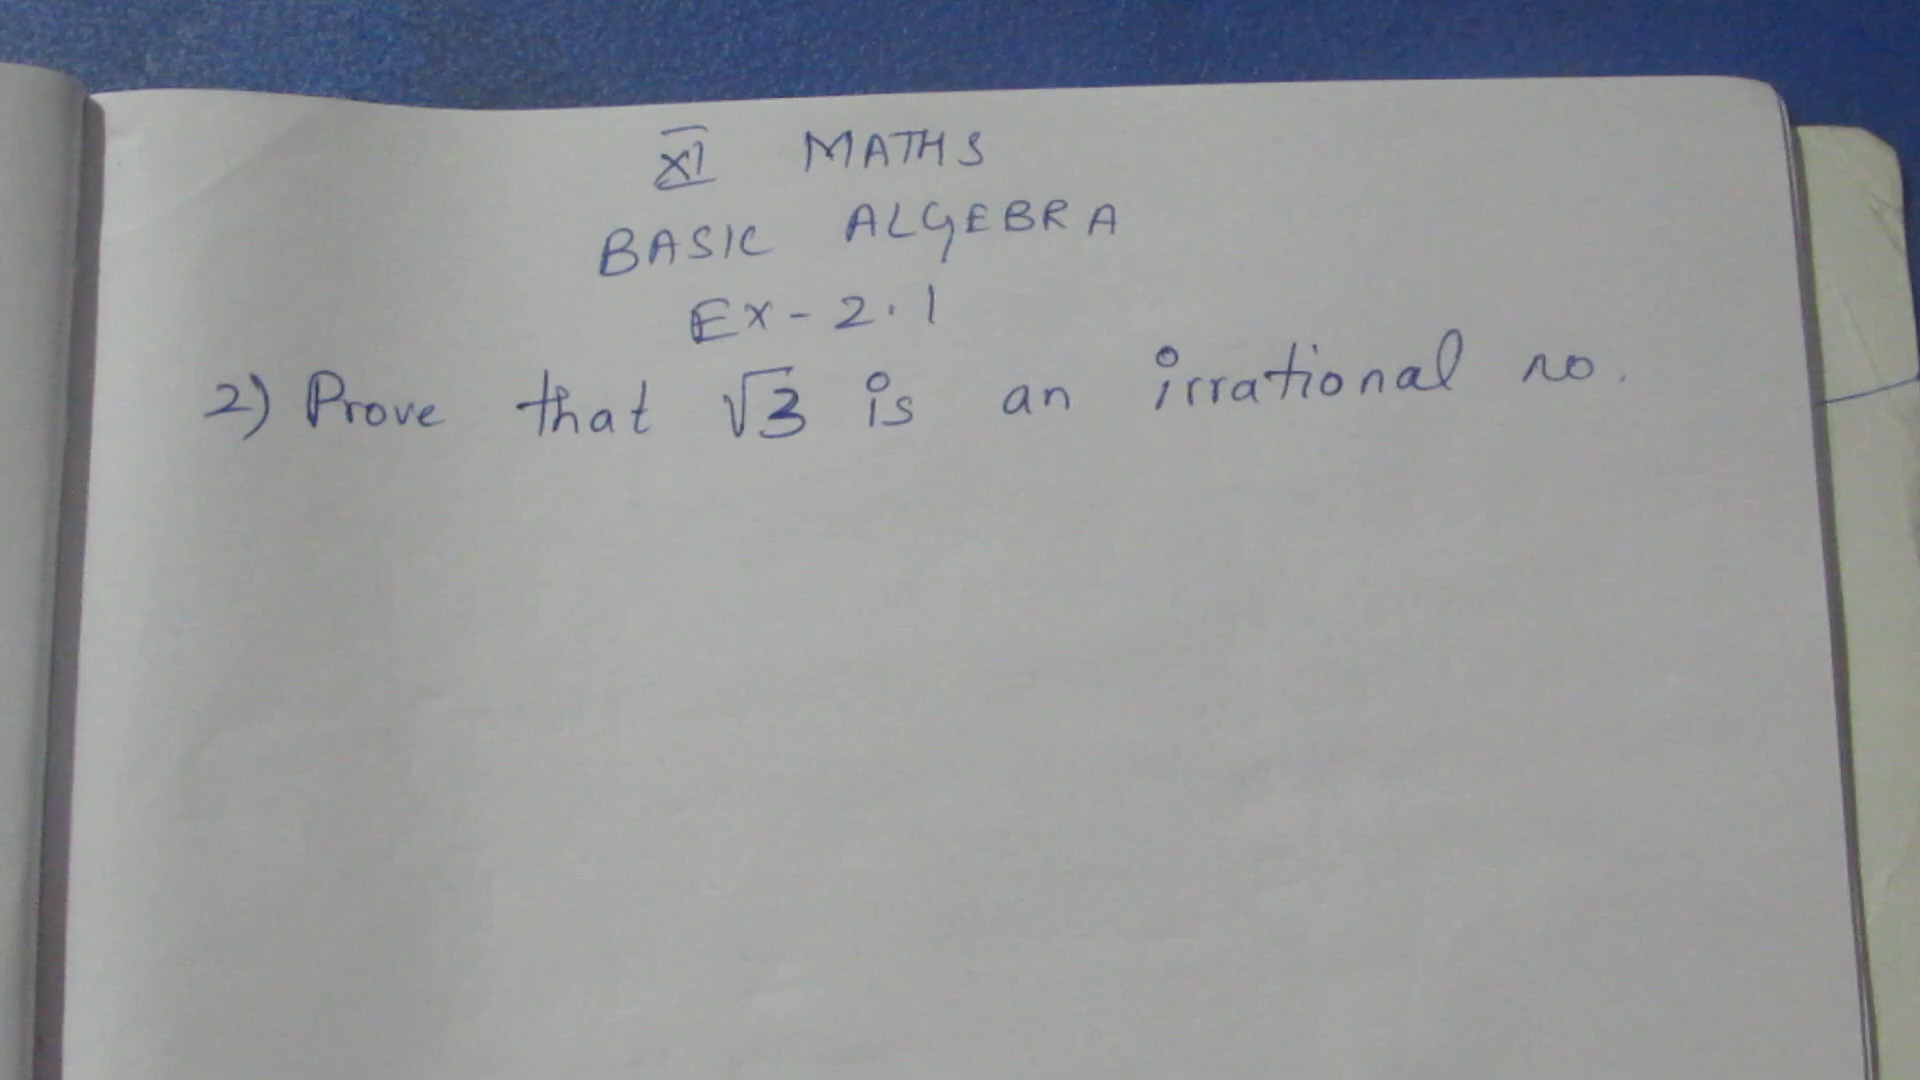 XI MATHS
BASIC ALGEBRA
Ex - 2.1
2) Prove that √3 is an irrational no.